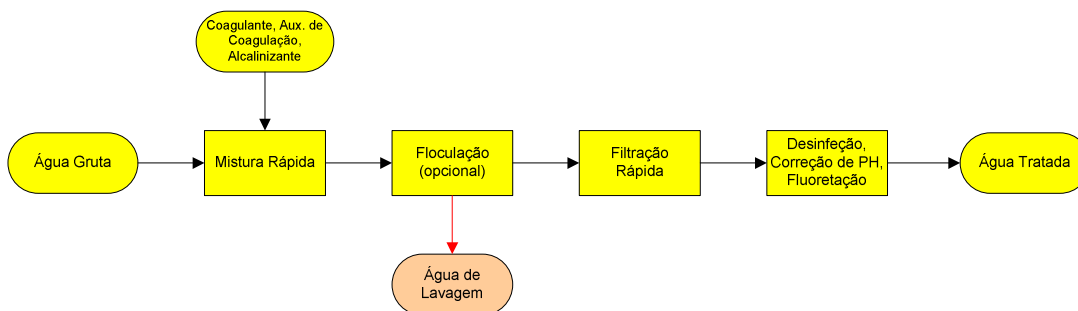 Coagulante, Aux. de
Coagulação,
Alcalinizante
Água Gruta
Mistura Rápida
Floculação
(opcional)
Filtração
Rápida
Desinfeção,
Correção de PH,
Fluoretação
Água Tratada
Água de
Lavagem